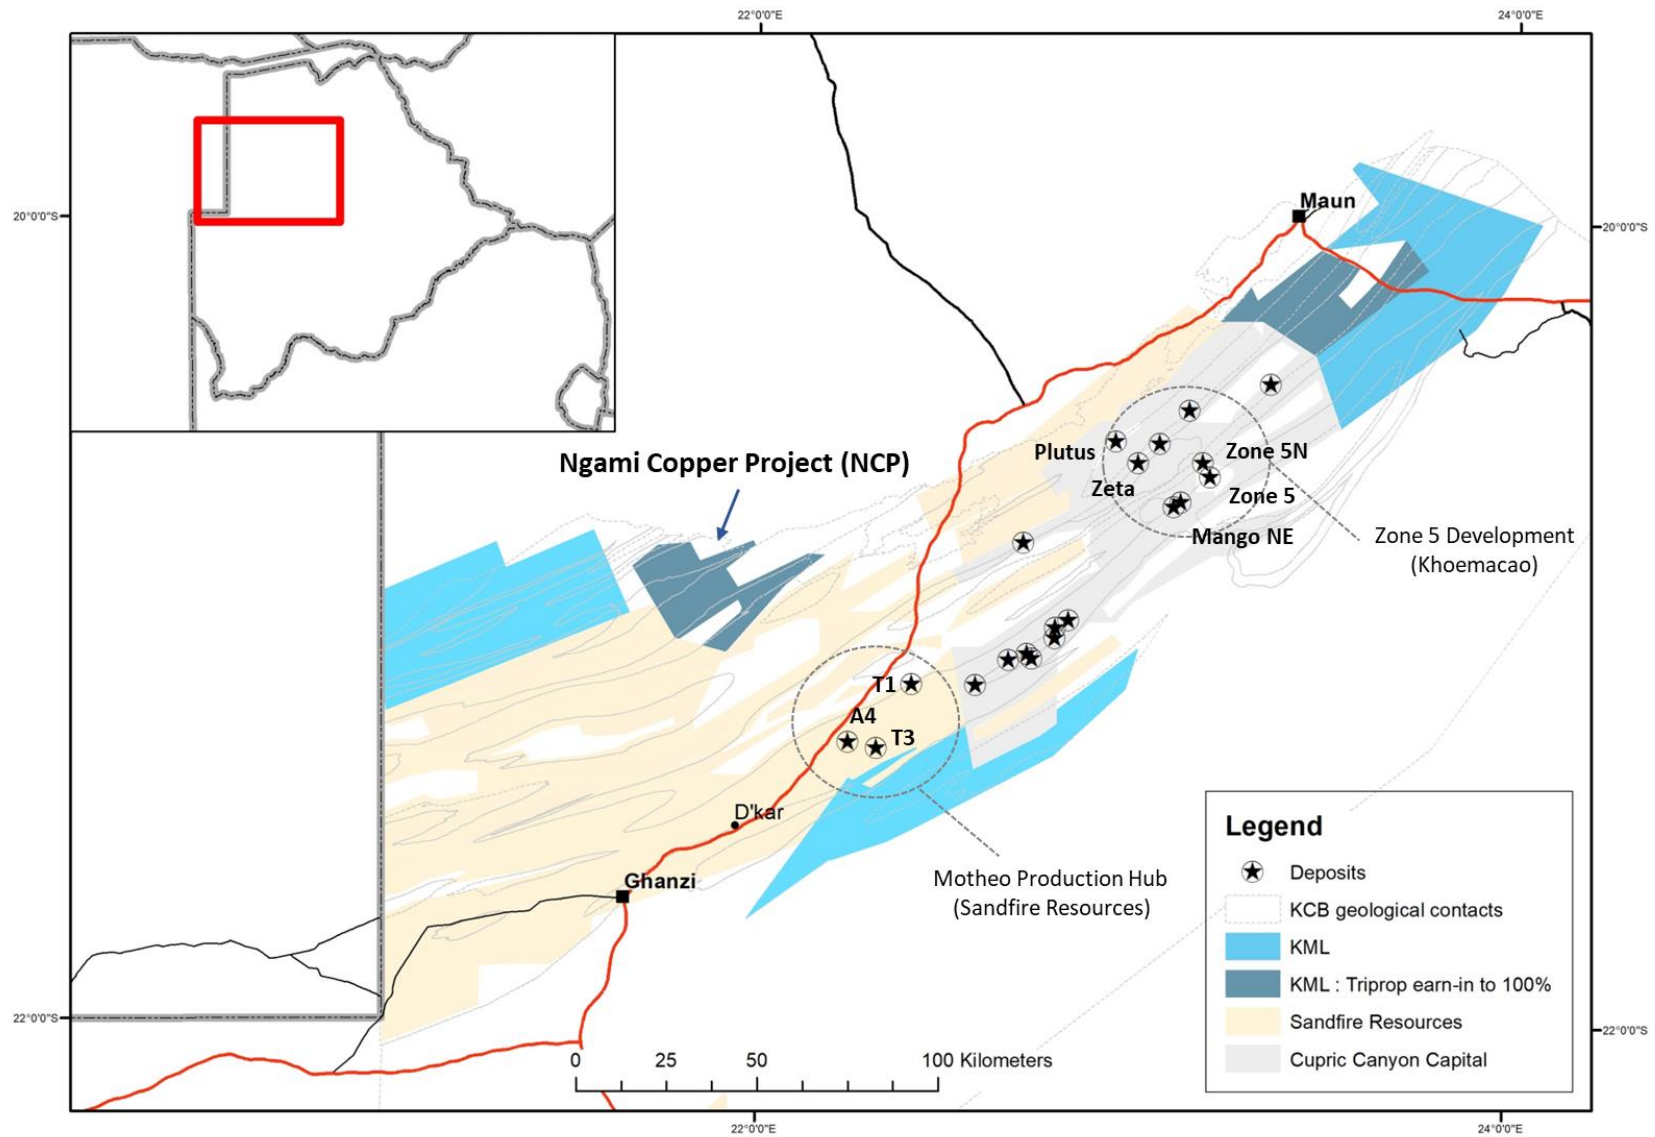 22°0'0"E
24°0'0"E
20°0'0"S
20°0'0"S
Maun
Plutus
Zone 5N
Zeta
Zone 5
Mango NE
Ngami Copper Project (NCP)
Zone 5 Development
(Khoemacao)
T1
A4
T3
D'kar
Ghanzi
Motheo Production Hub
(Sandfire Resources)
Legend
Deposits
KCB geological contacts
KML
KML : Triprop earn-in to 100%
Sandfire Resources
Cupric Canyon Capital
22°0'0"S
22°0'0"S
0 25 50 100 Kilometers
22°0'0"E
24°0'0"E